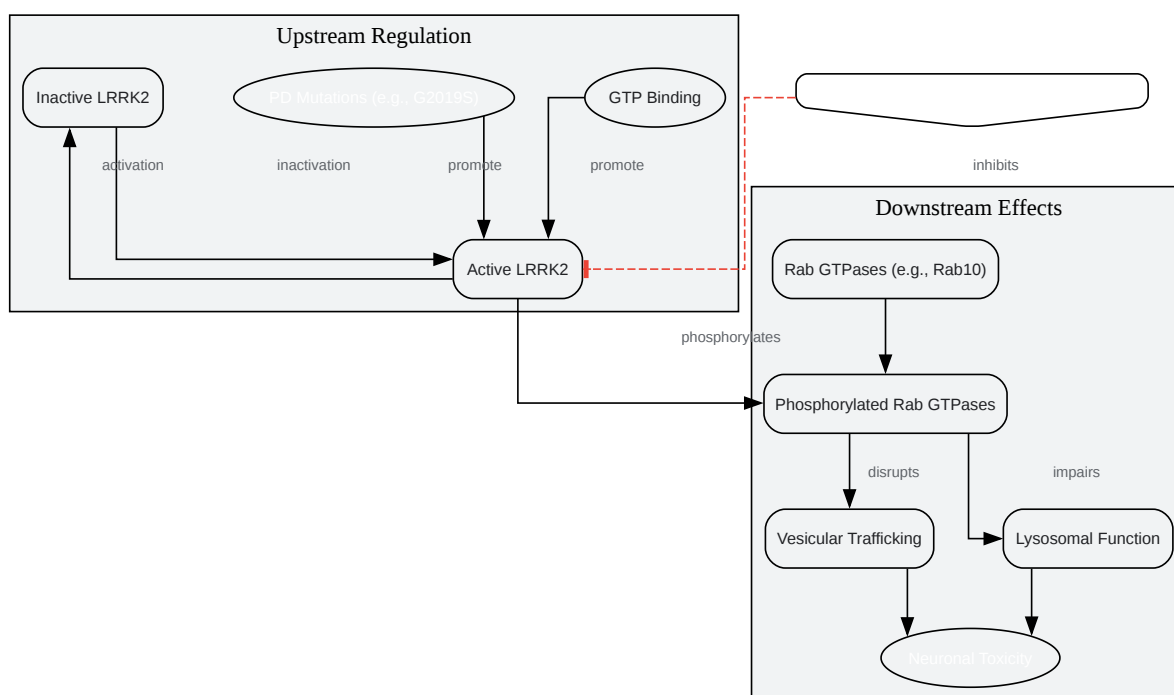 Upstream Regulation
Inactive LRRK2
PD Mutations (e.g., G2019S)
GTP Binding
activation
inactivation
promote
promote
inhibits
Downstream Effects
Active LRRK2
Rab GTPases (e.g., Rab10)
phosphorylates
Phosphorylated Rab GTPases
disrupts
impairs
Vesicular Trafficking
Lysosomal Function
Neuronal Toxicity